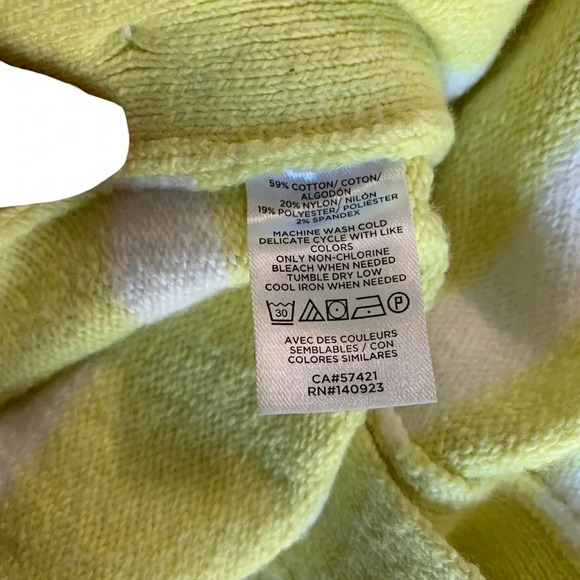 59% COTTON/ COTON/
ALGODÓN
20% NYLON/ NILÓN
19% POLYESTER/ POLIÉSTER
2% SPANDEX
MACHINE WASH COLD
DELICATE CYCLE WITH LIKE
COLORS
ONLY NON-CHLORINE
BLEACH WHEN NEEDED
TUMBLE DRY LOW
COOL IRON WHEN NEEDED
30 P
AVEC DES COULEURS
SEMBLABLES / CON
COLORES SIMILARES
CA#57421
RN#140923